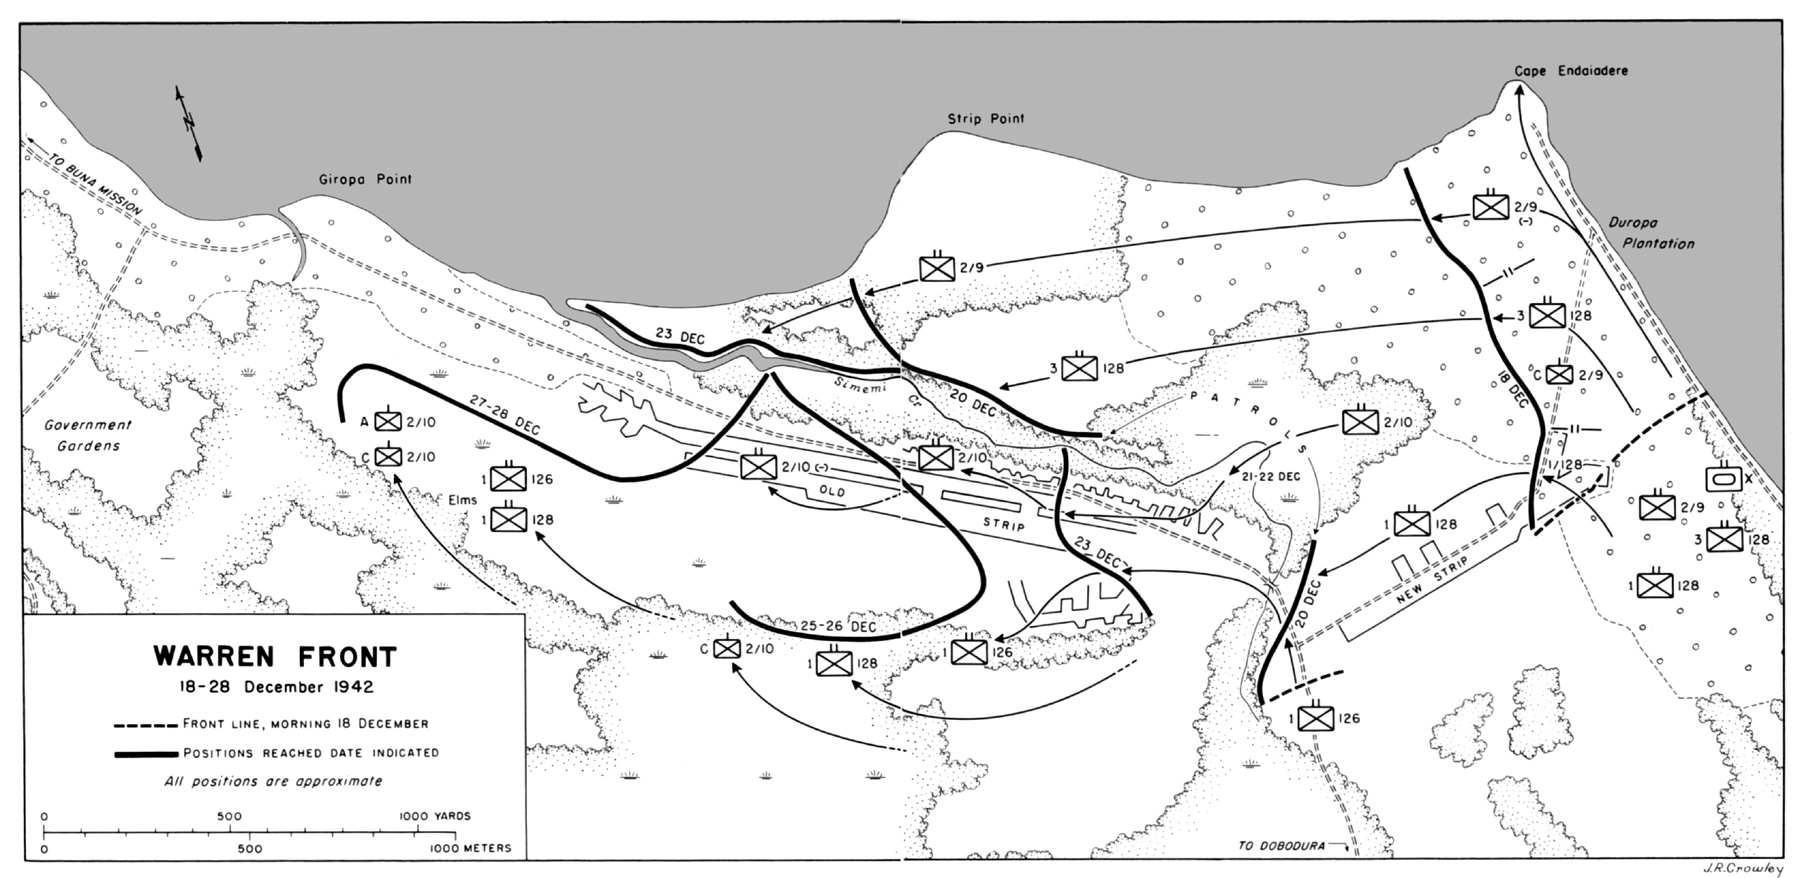 Cape Endaiadere
Strip Point
Giropa Point
TO BUNA MISSION
N
Duropa
Plantation
2/9
(-)
2/9
3 128
3 128
C 2/9
18 DEC
23 DEC
Simemi
Cr
20 DEC
PATROLS
2/10
21-22 DEC
1/128
X
2/9
3 128
1 128
Government
Gardens
A 2/10
C 2/10
27-28 DEC
1 126
Elms
1 128
2/10 (-)
2/10
OLD
STRIP
23 DEC
1 128
NEW STRIP
20 DEC
25-26 DEC
C 2/10
1 128
1 126
1 126
TO DOBODURA
WARREN FRONT
18-28 December 1942
FRONT LINE, MORNING 18 DECEMBER
POSITIONS REACHED DATE INDICATED
All positions are approximate
0 500 1000 YARDS
0 500 1000 METERS
J.R.Crowley